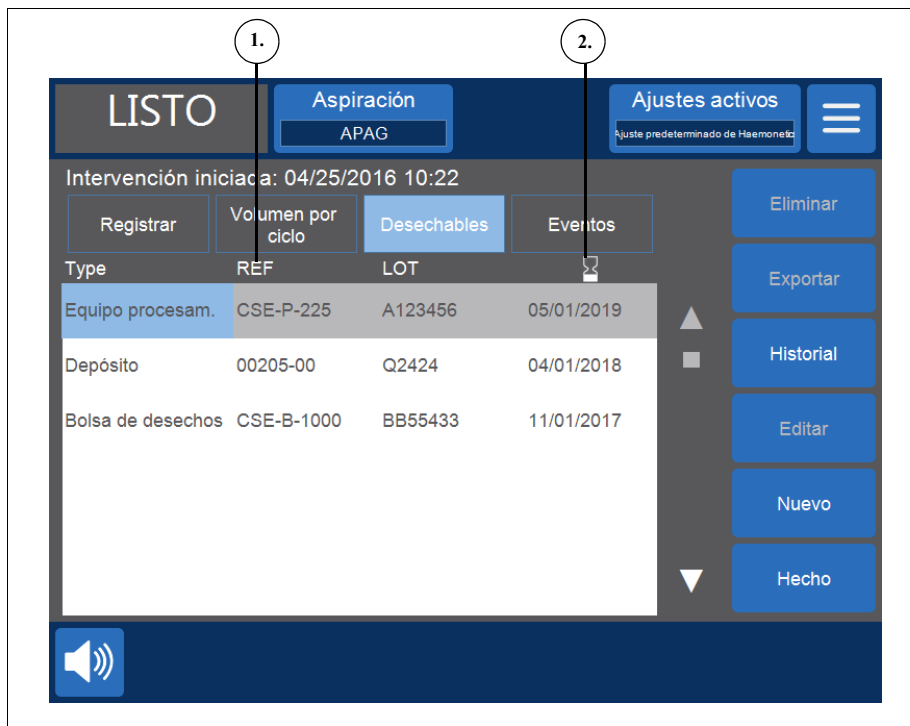 1.
2.
LISTO
Aspiración
APAG
Ajustes activos
Ajuste predeterminado de Haemonetic
Intervención iniciada: 04/25/2016 10:22
Registrar
Volumen por
ciclo
Desechables
Eventos
Type REF LOT
Equipo procesam. CSE-P-225 A123456 05/01/2019
Depósito 00205-00 Q2424 04/01/2018
Bolsa de desechos CSE-B-1000 BB55433 11/01/2017
Eliminar
Exportar
Historial
Editar
Nuevo
Hecho